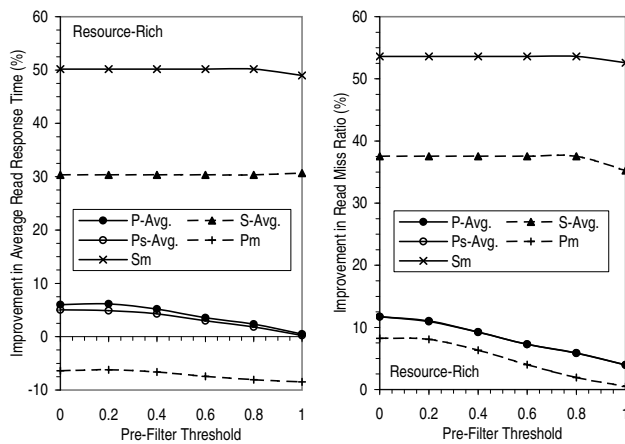 Improvement in Average Read Response Time (%)
60
50
40
30
20
10
0
-10
Resource-Rich
P-Avg.
S-Avg.
Ps-Avg.
Pm
Sm
0 0.2 0.4 0.6 0.8 1
Pre-Filter Threshold
Improvement in Read Miss Ratio (%)
60
50
40
30
20
10
0
P-Avg.
S-Avg.
Ps-Avg.
Pm
Sm
Resource-Rich
0 0.2 0.4 0.6 0.8 1
Pre-Filter Threshold